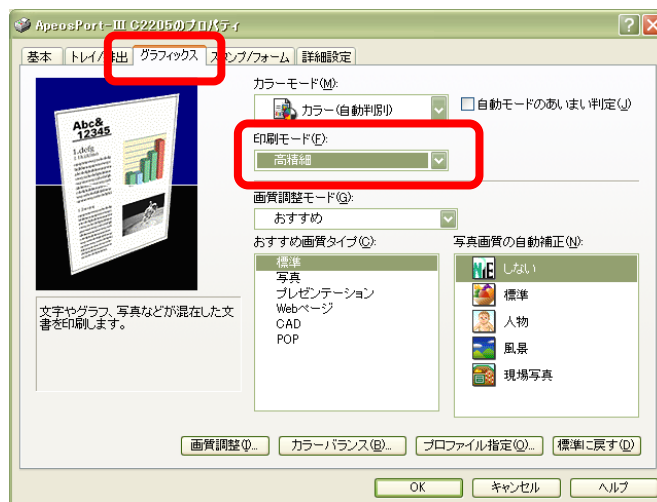 ApeosPort-III C2205のプロパティ
基本 トレイ/排出 グラフィックス スタンプ/フォーム 詳細設定
カラーモード(M):
カラー(自動判別)
自動モードのあいまい判定(J)
印刷モード(F):
高精細
Abc&
12345
1.defg
画質調整モード(G):
おすすめ
おすすめ画質タイプ(C):
標準
写真
プレゼンテーション
Webページ
CAD
POP
写真画質の自動補正(N):
しない
標準
人物
風景
現場写真
文字やグラフ、写真などが混在した文
書を印刷します。
画質調整(I)... カラーバランス(B)... プロファイル指定(O)... 標準に戻す(D)
OK キャンセル ヘルプ